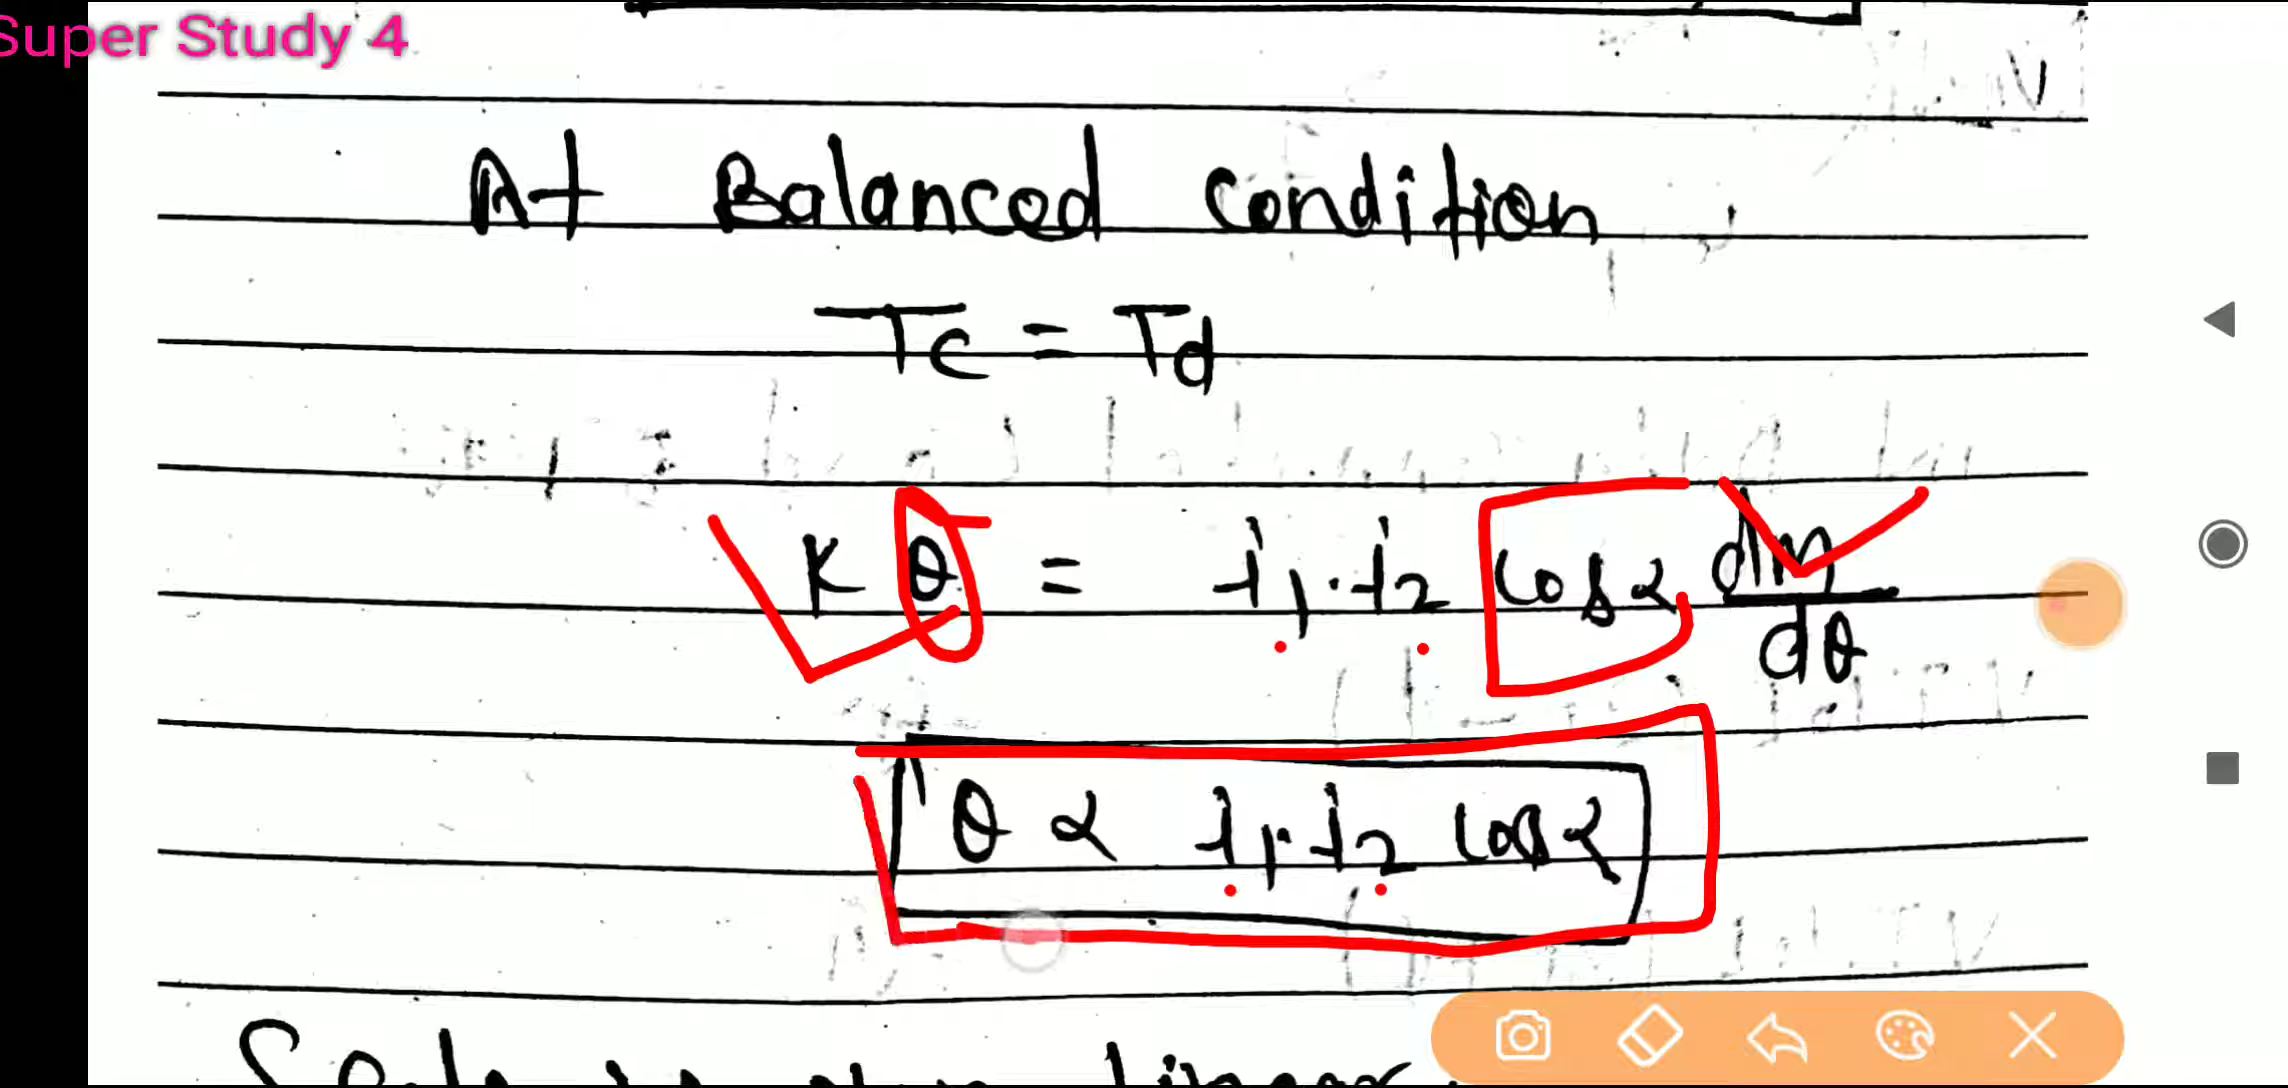 Super Study 4
At Balanced condition,
Tc = Td
Kθ = i₁.i₂ cosα dM/dθ
θ α i₁.i₂ cosα